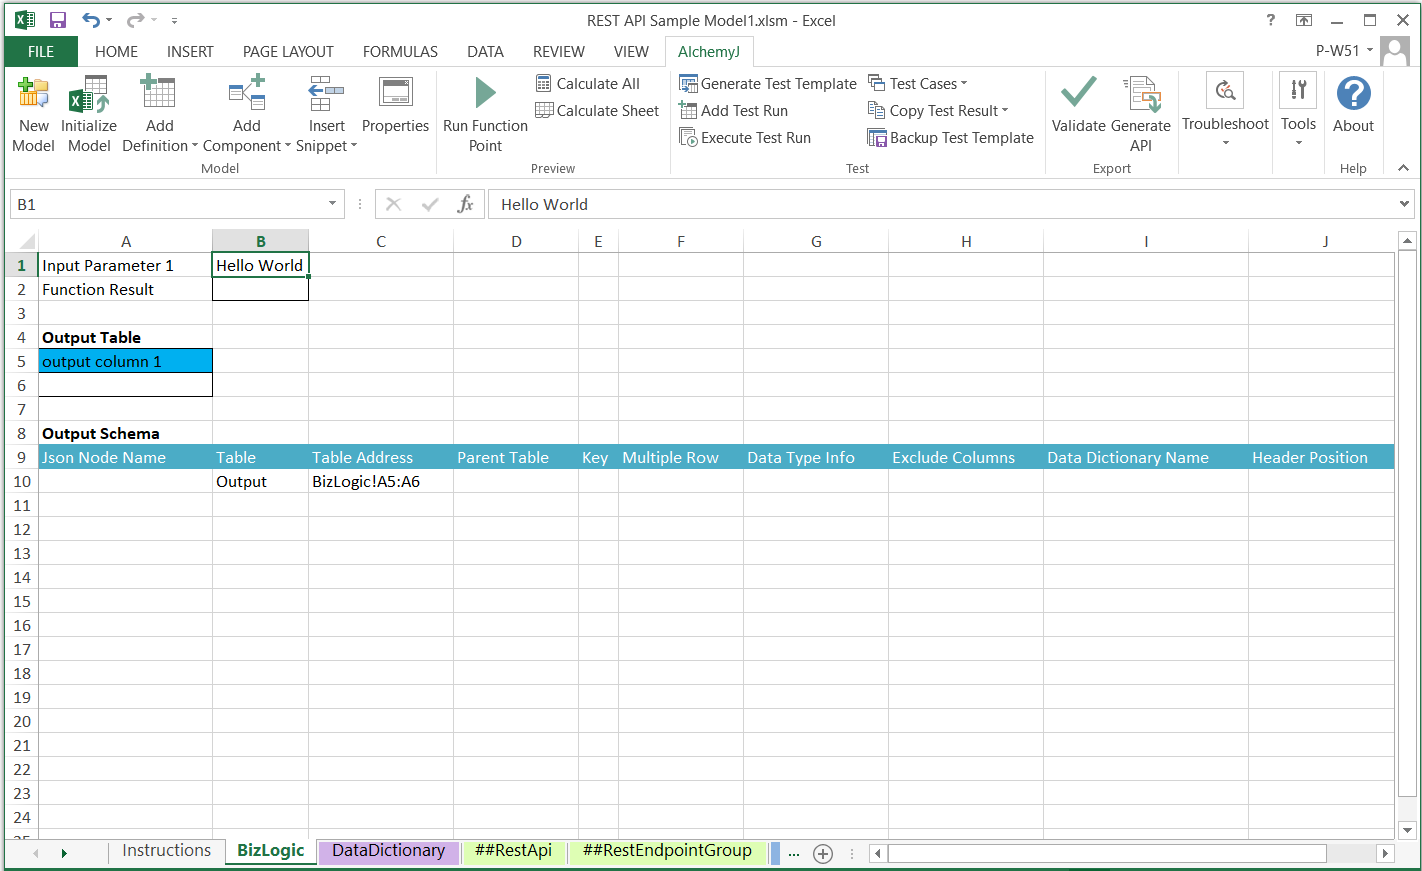 REST API Sample Model1.xlsm - Excel
?
FILE HOME INSERT PAGE LAYOUT FORMULAS DATA REVIEW VIEW AlchemyJ P-W51
New Model
Initialize Model
Add Definition
Add Component
Insert Snippet
Properties
Model
Run Function Point
Calculate All
Calculate Sheet
Preview
Generate Test Template
Add Test Run
Execute Test Run
Test Cases
Copy Test Result
Backup Test Template
Test
Validate
Generate API
Export
Troubleshoot
Tools
About
Help
B1 fx Hello World
A B C D E F G H I J
1 Input Parameter 1 Hello World
2 Function Result
3
4 Output Table
5 output column 1
6
7
8 Output Schema
9 Json Node Name Table Table Address Parent Table Key Multiple Row Data Type Info Exclude Columns Data Dictionary Name Header Position
10 Output BizLogic!A5:A6
11
12
13
14
15
16
17
18
19
20
21
22
23
24
25
Instructions BizLogic DataDictionary ##RestApi ##RestEndpointGroup ...